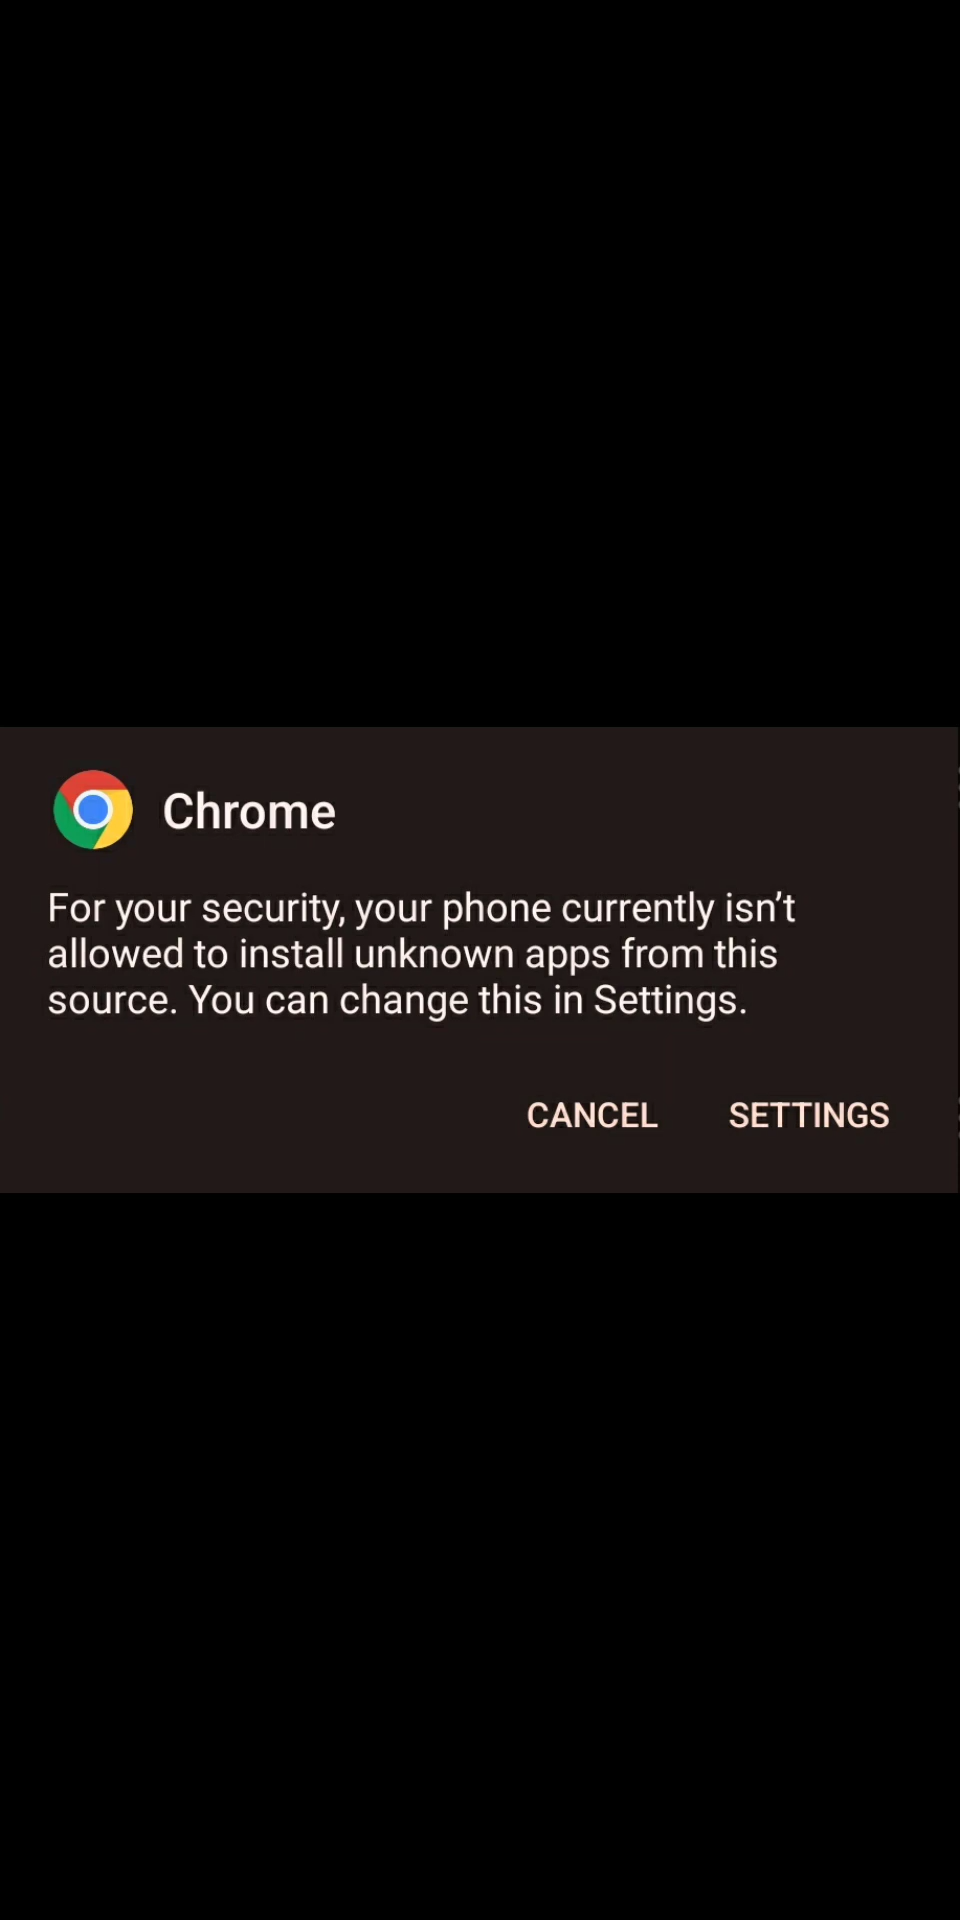 Chrome
For your security, your phone currently isn’t
allowed to install unknown apps from this
source. You can change this in Settings.
CANCEL SETTINGS